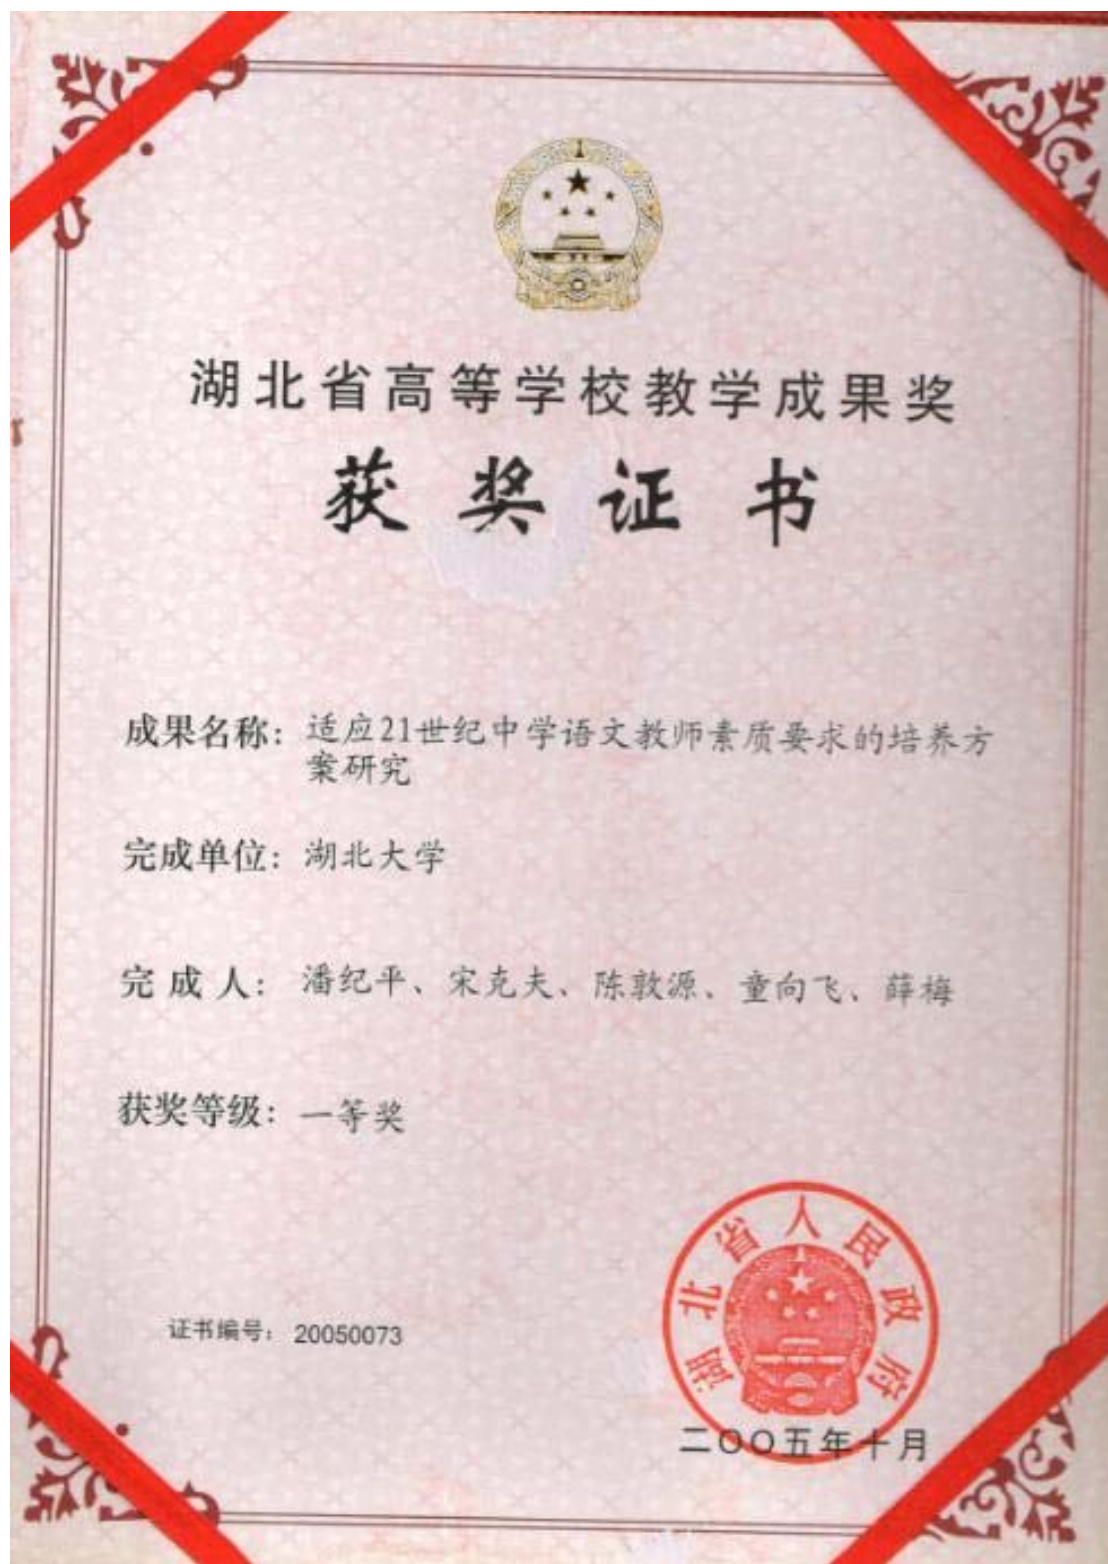 湖北省高等学校教学成果奖
获奖证书
成果名称：适应21世纪中学语文教师素质要求的培养方
案研究
完成单位：湖北大学
完成人：潘纪平、宋克夫、陈敦源、童向飞、薛梅
获奖等级：一等奖
证书编号：20050073
湖北省人民政府
二〇〇五年十月